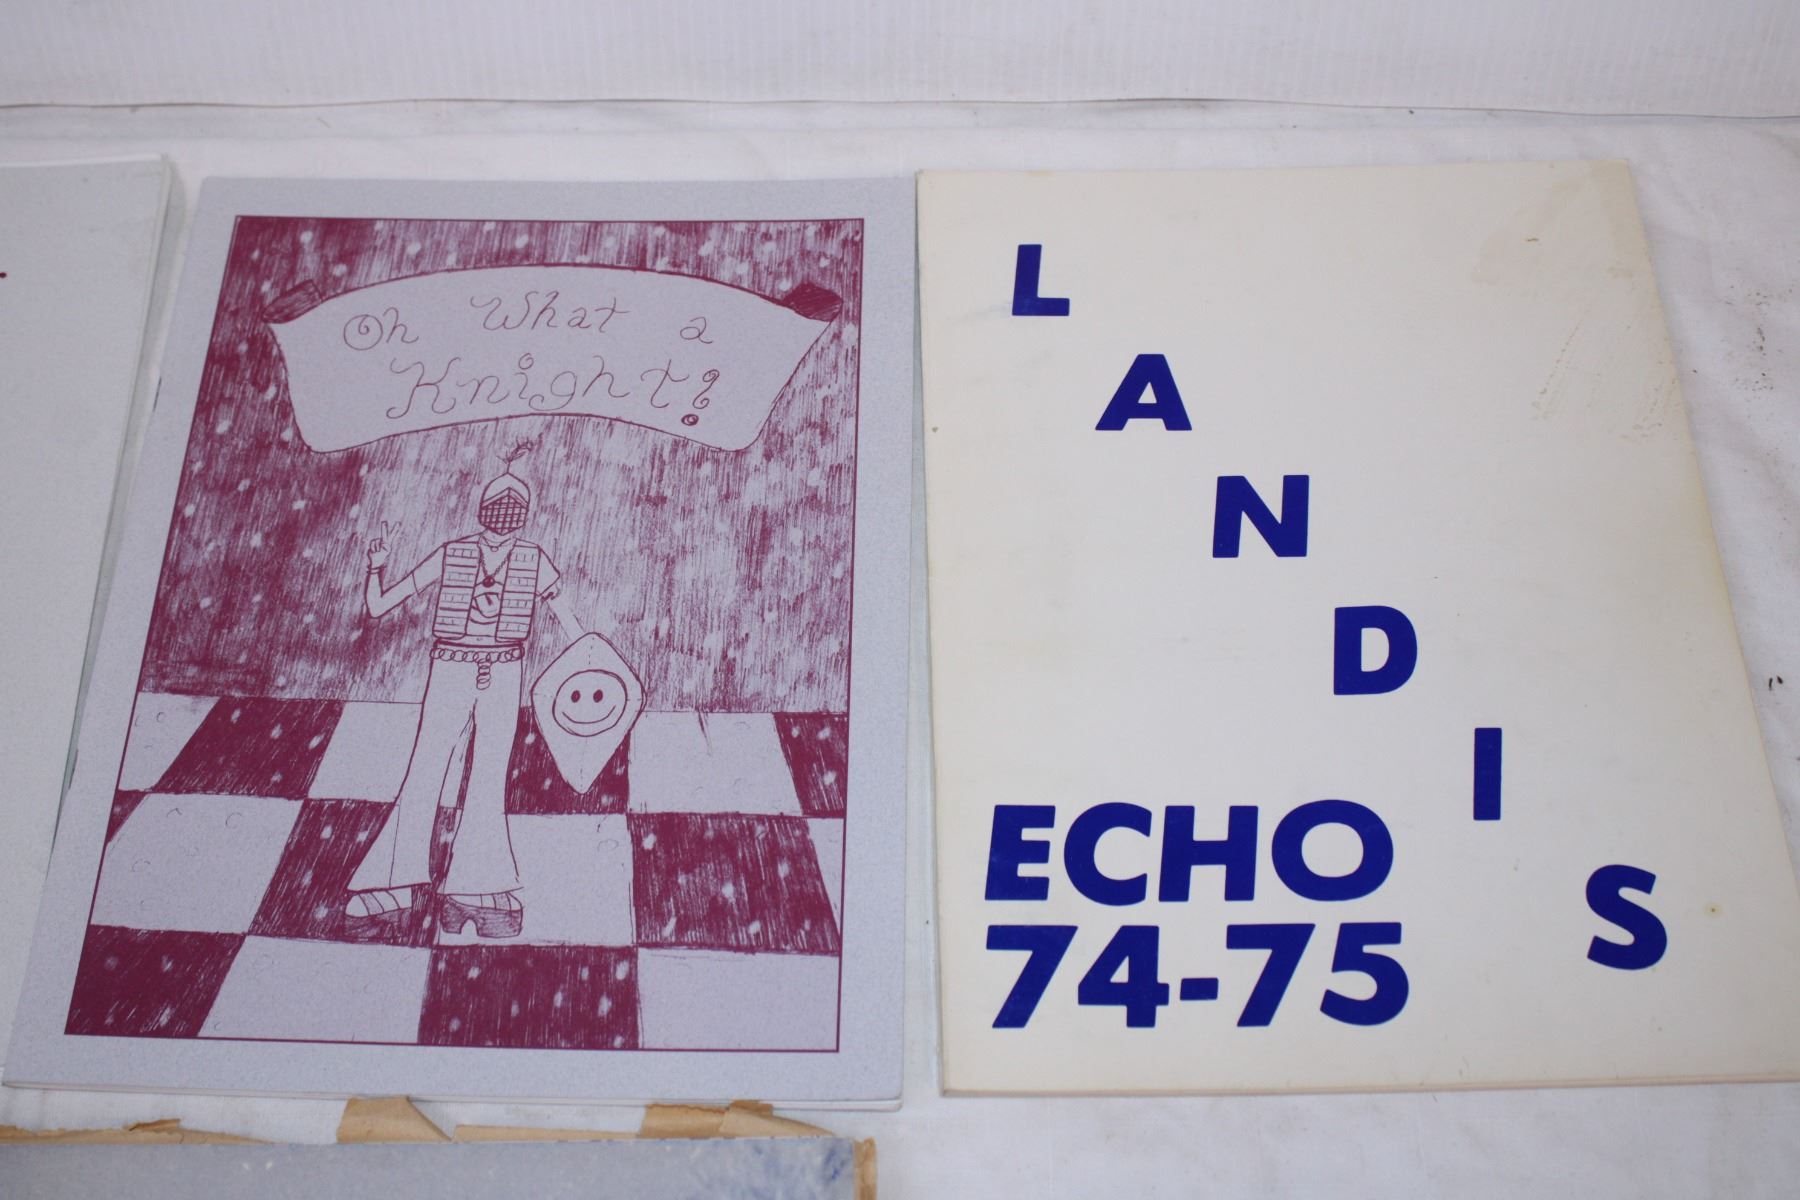 Oh What a
Knight!
L
A
N
D
I
S
ECHO
74-75